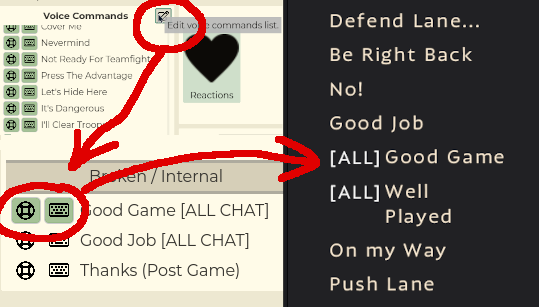 Voice Commands
Edit voice commands list.
Cover Me
Nevermind
Not Ready For Teamfight
Press The Advantage
Let's Hide Here
It's Dangerous
I'll Clear Troop
Reactions
Broken / Internal
Good Game [ALL CHAT]
Good Job [ALL CHAT]
Thanks (Post Game)
Defend Lane...
Be Right Back
No!
Good Job
[ALL] Good Game
[ALL] Well
Played
On my Way
Push Lane